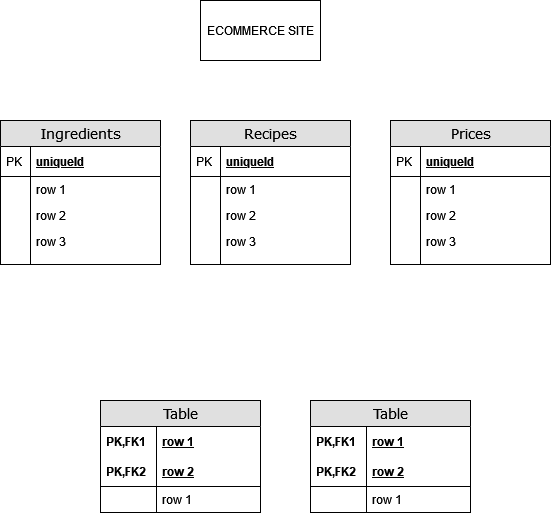 ECOMMERCE SITE
Ingredients
PK uniqueId
row 1
row 2
row 3
Recipes
PK uniqueId
row 1
row 2
row 3
Prices
PK uniqueId
row 1
row 2
row 3
Table
PK,FK1 row 1
PK,FK2 row 2
row 1
Table
PK,FK1 row 1
PK,FK2 row 2
row 1